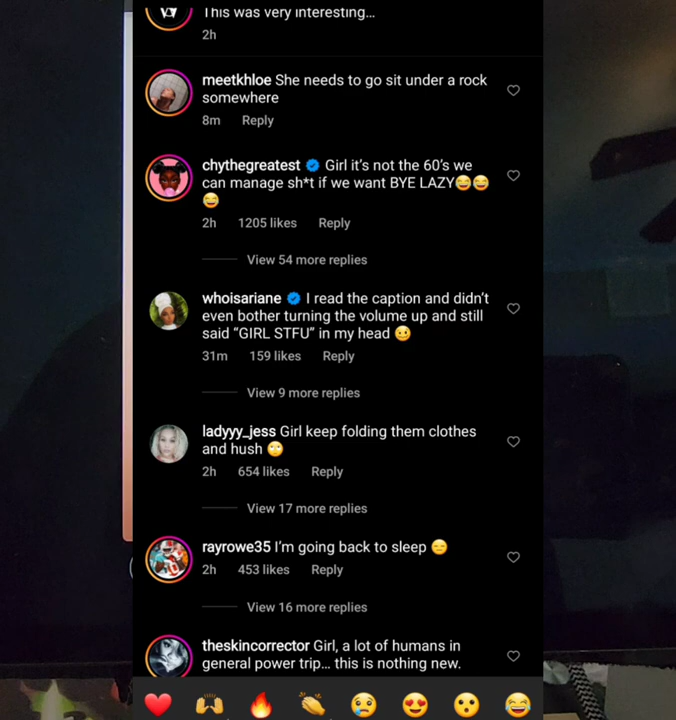 This was very interesting...
2h
meetkhloe She needs to go sit under a rock
somewhere
8m Reply
chythegreatest Girl it's not the 60's we
can manage sh*t if we want BYE LAZY😂😂
😂
2h 1205 likes Reply
View 54 more replies
whoisariane I read the caption and didn't
even bother turning the volume up and still
said “GIRL STFU” in my head 🥴
31m 159 likes Reply
View 9 more replies
ladyyy_jess Girl keep folding them clothes
and hush 🙄
2h 654 likes Reply
View 17 more replies
rayrowe35 I'm going back to sleep 😑
2h 453 likes Reply
View 16 more replies
theskincorrector Girl, a lot of humans in
general power trip... this is nothing new.